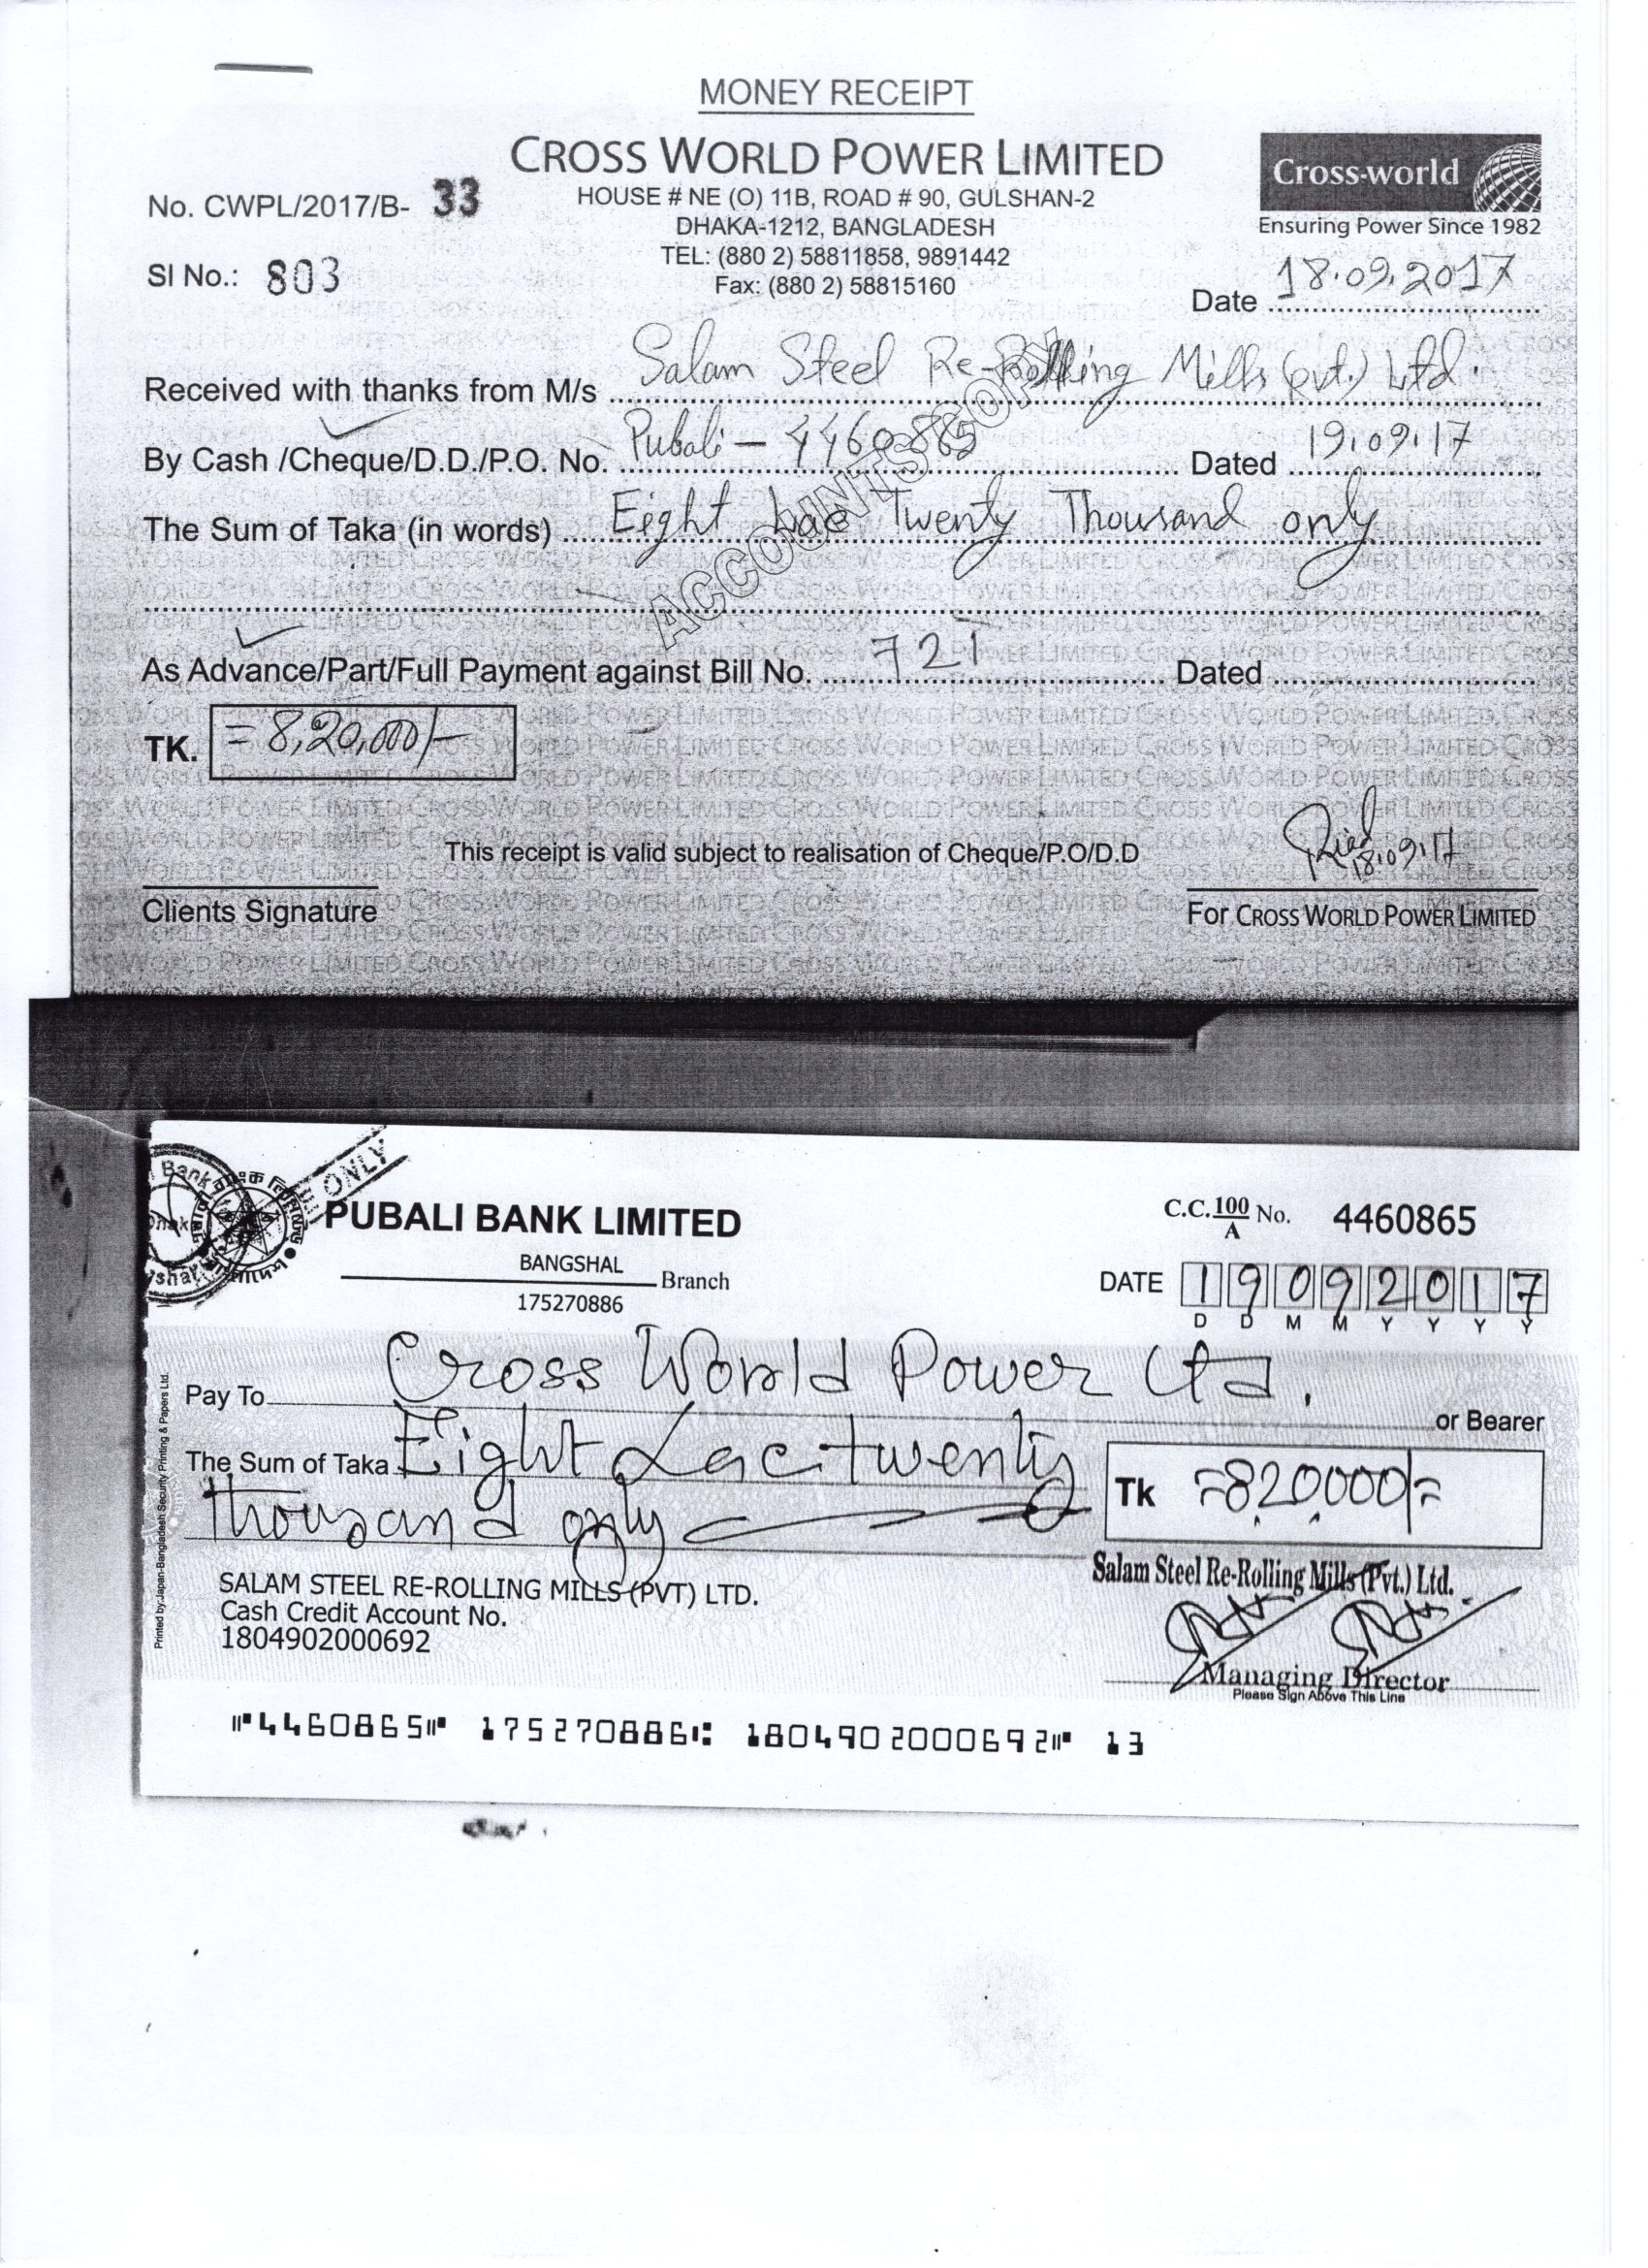 MONEY RECEIPT
CROSS WORLD POWER LIMITED
HOUSE # NE (O) 11B, ROAD # 90, GULSHAN-2
DHAKA-1212, BANGLADESH
TEL: (880 2) 58811858, 9891442
Fax: (880 2) 58815160
Cross-world
Ensuring Power Since 1982
No. CWPL/2017/B- 33
Sl No.: 803
Date 18.09.2017
Received with thanks from M/s Salam Steel Re-Rolling Mills (pvt.) Ltd.
By Cash /Cheque/D.D./P.O. No. Pubali – Dated 19.09.17
The Sum of Taka (in words) Eight Lac Twenty Thousand only
ACCOUNTS COPY
As Advance/Part/Full Payment against Bill No. 721 Dated
TK. = 8,20,000/-
This receipt is valid subject to realisation of Cheque/P.O/D.D
18.09.17
Clients Signature
For CROSS WORLD POWER LIMITED
Bank
ONLY
PUBALI BANK LIMITED
BANGSHAL
Branch
175270886
C.C. 100/A No. 4460865
DATE 19092017
D D M M Y Y Y Y
Pay To Cross World Power Ltd. or Bearer
The Sum of Taka Eight Lac twenty
thousand only
Tk =820,000/=
Salam Steel Re-Rolling Mills (Pvt.) Ltd.
SALAM STEEL RE-ROLLING MILLS (PVT) LTD.
Cash Credit Account No.
1804902000692
Managing Director
Please Sign Above This Line
Printed by:Japan-Bangladesh Security Printing & Papers Ltd.
⑈4460865⑈ 175270886⑆ 1804902000692⑈ 13